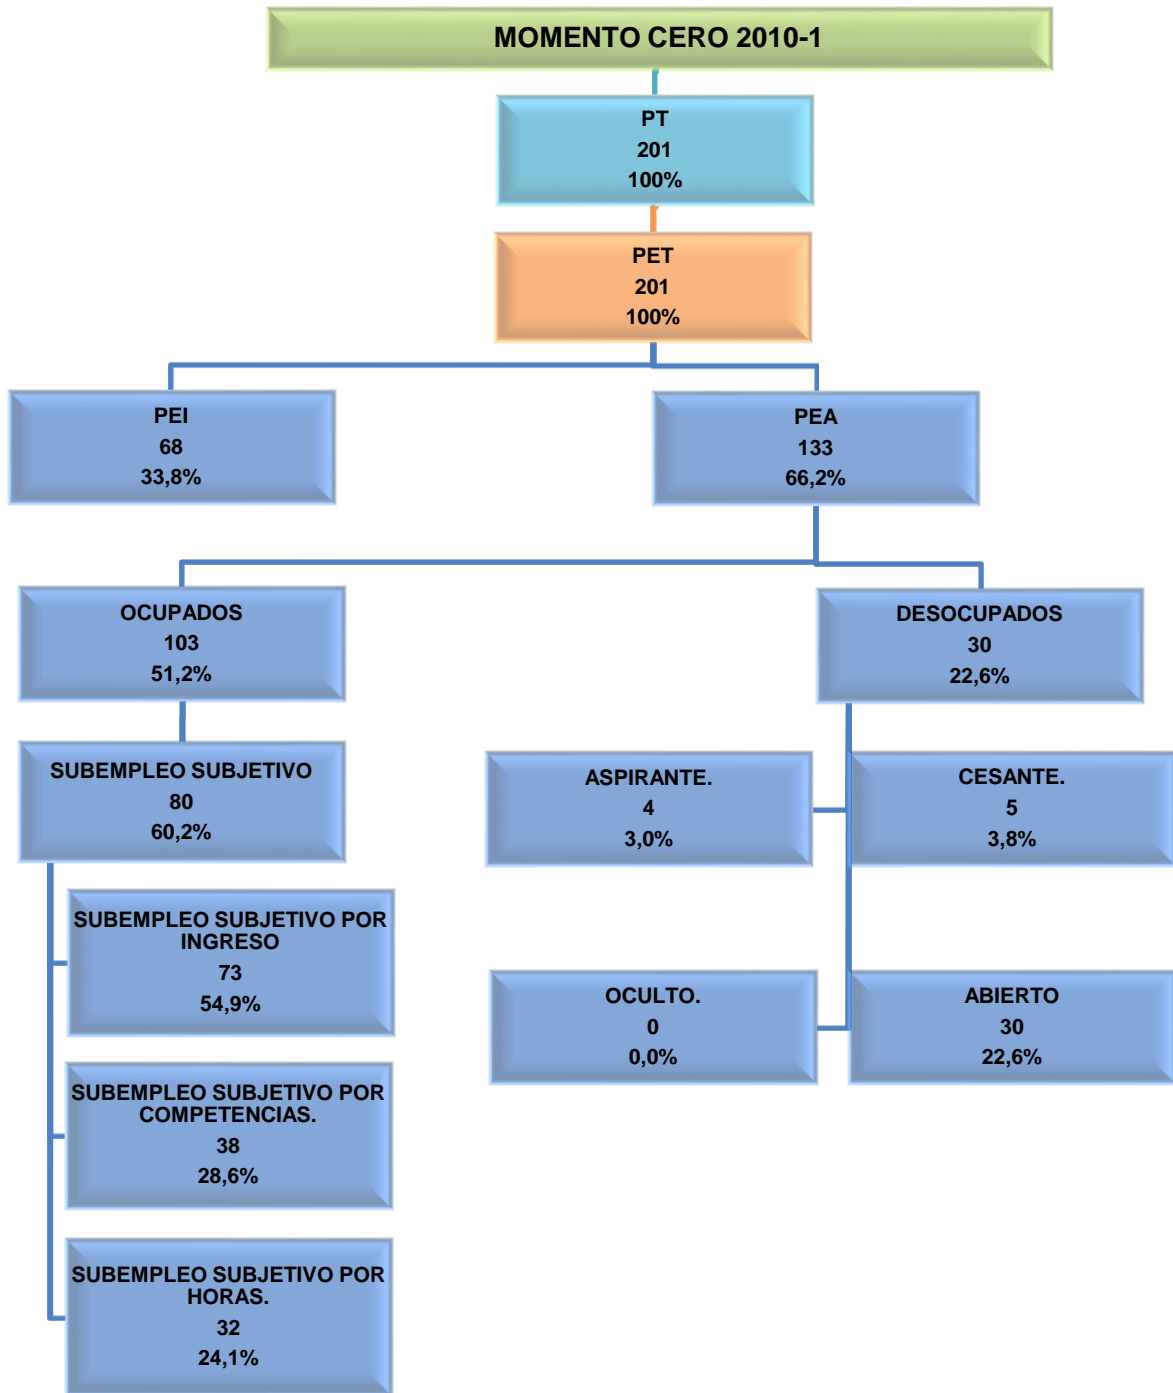 MOMENTO CERO 2010-1
PT
201
100%
PET
201
100%
PEI
68
33,8%
PEA
133
66,2%
OCUPADOS
103
51,2%
DESOCUPADOS
30
22,6%
SUBEMPLEO SUBJETIVO
80
60,2%
ASPIRANTE.
4
3,0%
CESANTE.
5
3,8%
SUBEMPLEO SUBJETIVO POR
INGRESO
73
54,9%
OCULTO.
0
0,0%
ABIERTO
30
22,6%
SUBEMPLEO SUBJETIVO POR
COMPETENCIAS.
38
28,6%
SUBEMPLEO SUBJETIVO POR
HORAS.
32
24,1%